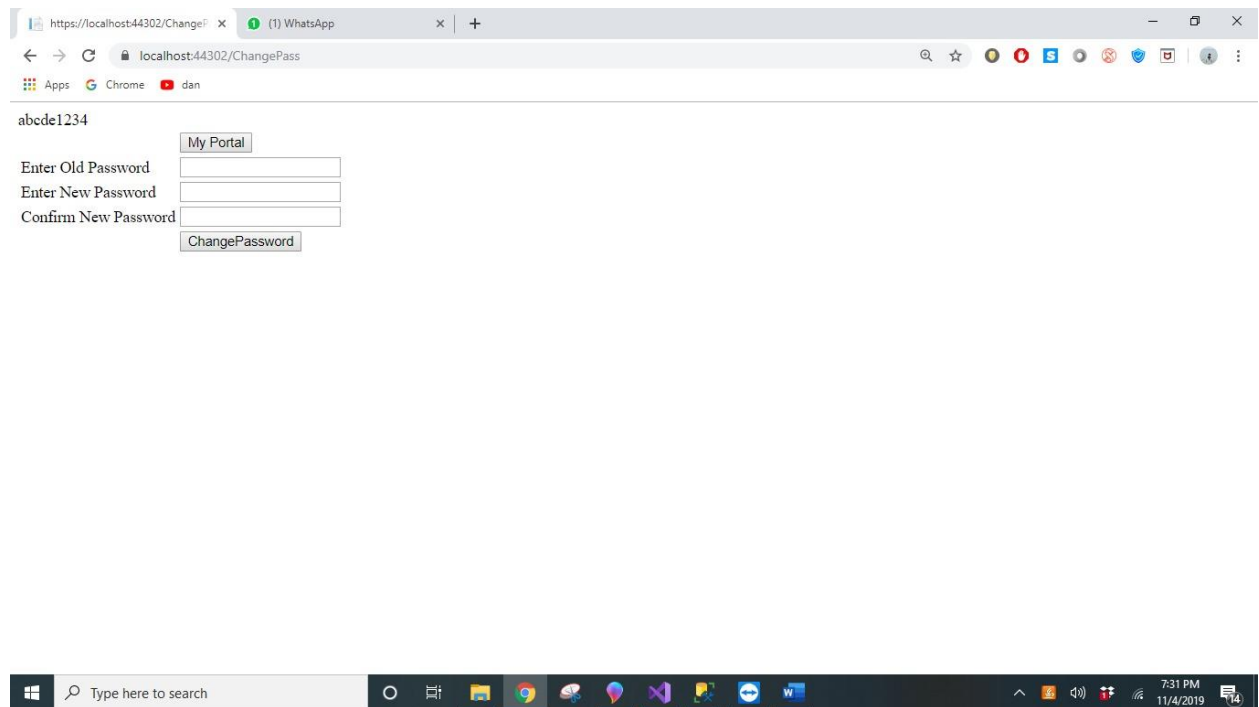 https://localhost:44302/ChangeP
(1) WhatsApp
localhost:44302/ChangePass
Apps Chrome dan
abcde1234
My Portal
Enter Old Password
Enter New Password
Confirm New Password
ChangePassword
Type here to search
7:31 PM
11/4/2019
14